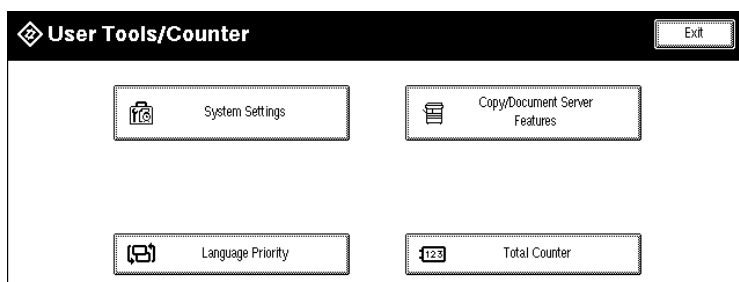 User Tools/Counter
Exit
System Settings
Copy/Document Server
Features
Language Priority
123
Total Counter